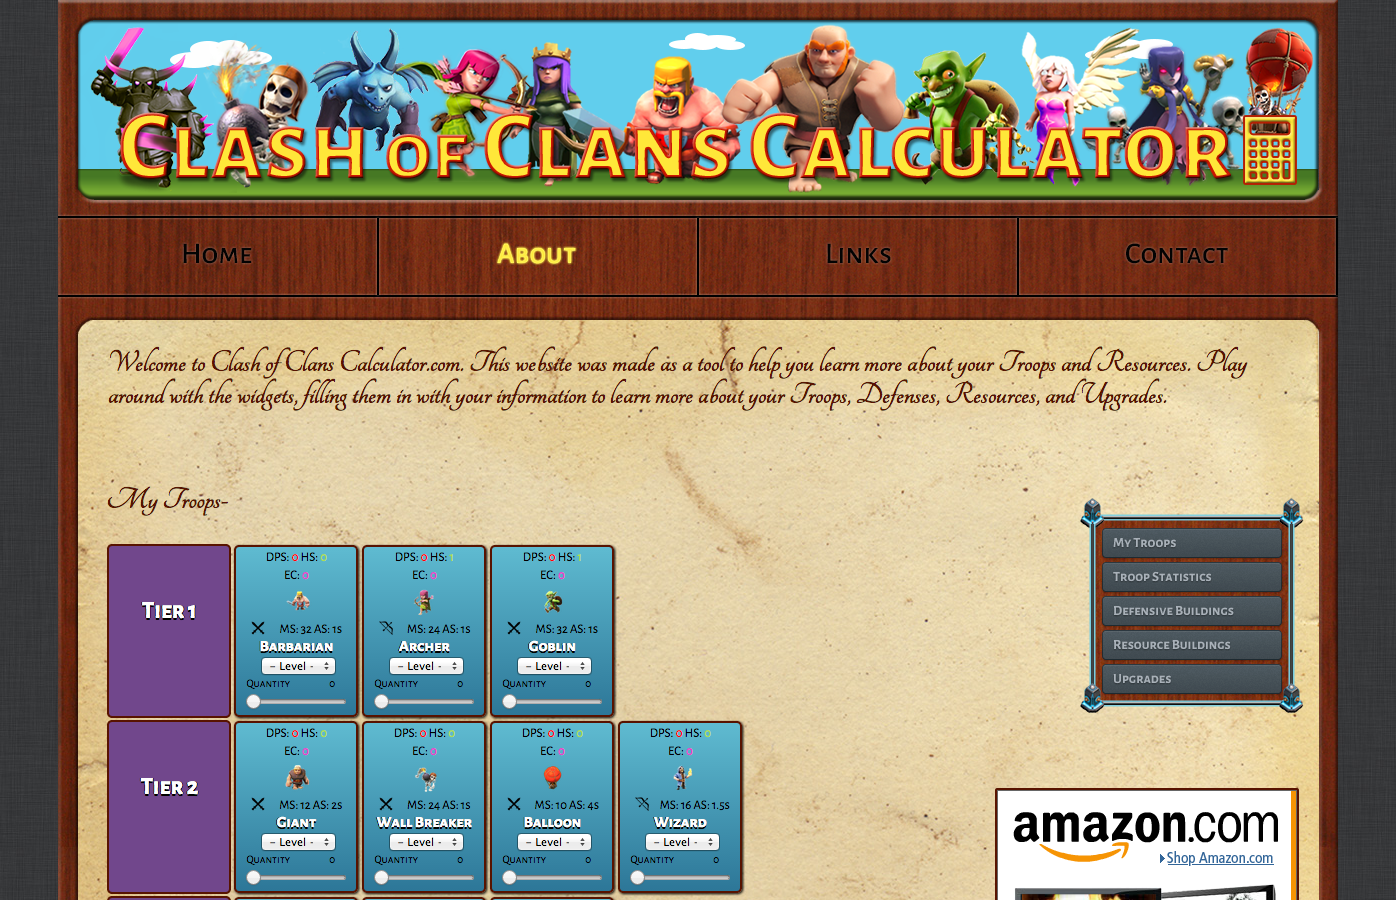 Clash of Clans Calculator
Home
About
Links
Contact
Welcome to Clash of Clans Calculator.com. This website was made as a tool to help you learn more about your Troops and Resources. Play
around with the widgets, filling them in with your information to learn more about your Troops, Defenses, Resources, and Upgrades.
My Troops-
My Troops
Troop Statistics
Defensive Buildings
Resource Buildings
Upgrades
Tier 1
DPS: 0 HS: 0
EC: 0
MS: 32 AS: 1s
Barbarian
- Level -
Quantity 0
DPS: 0 HS: 1
EC: 0
MS: 24 AS: 1s
Archer
- Level -
Quantity 0
DPS: 0 HS: 1
EC: 0
MS: 32 AS: 1s
Goblin
- Level -
Quantity 0
Tier 2
DPS: 0 HS: 0
EC: 0
MS: 12 AS: 2s
Giant
- Level -
Quantity 0
DPS: 0 HS: 0
EC: 0
MS: 24 AS: 1s
Wall Breaker
- Level -
Quantity 0
DPS: 0 HS: 0
EC: 0
MS: 10 AS: 4s
Balloon
- Level -
Quantity 0
DPS: 0 HS: 0
EC: 0
MS: 16 AS: 1.5s
Wizard
- Level -
Quantity 0
amazon.com
Shop Amazon.com